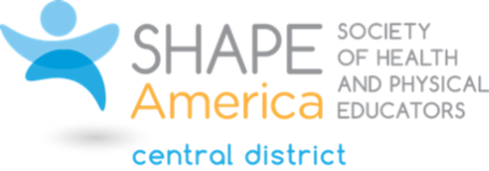 SHAPE
America
SOCIETY
OF HEALTH
AND PHYSICAL
EDUCATORS
central district